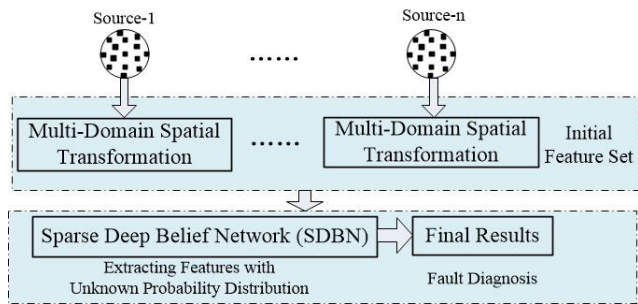 Source-1
Source-n
......
Multi-Domain Spatial
Transformation
......
Multi-Domain Spatial
Transformation
Initial
Feature Set
Sparse Deep Belief Network (SDBN)
Final Results
Extracting Features with
Unknown Probability Distribution
Fault Diagnosis